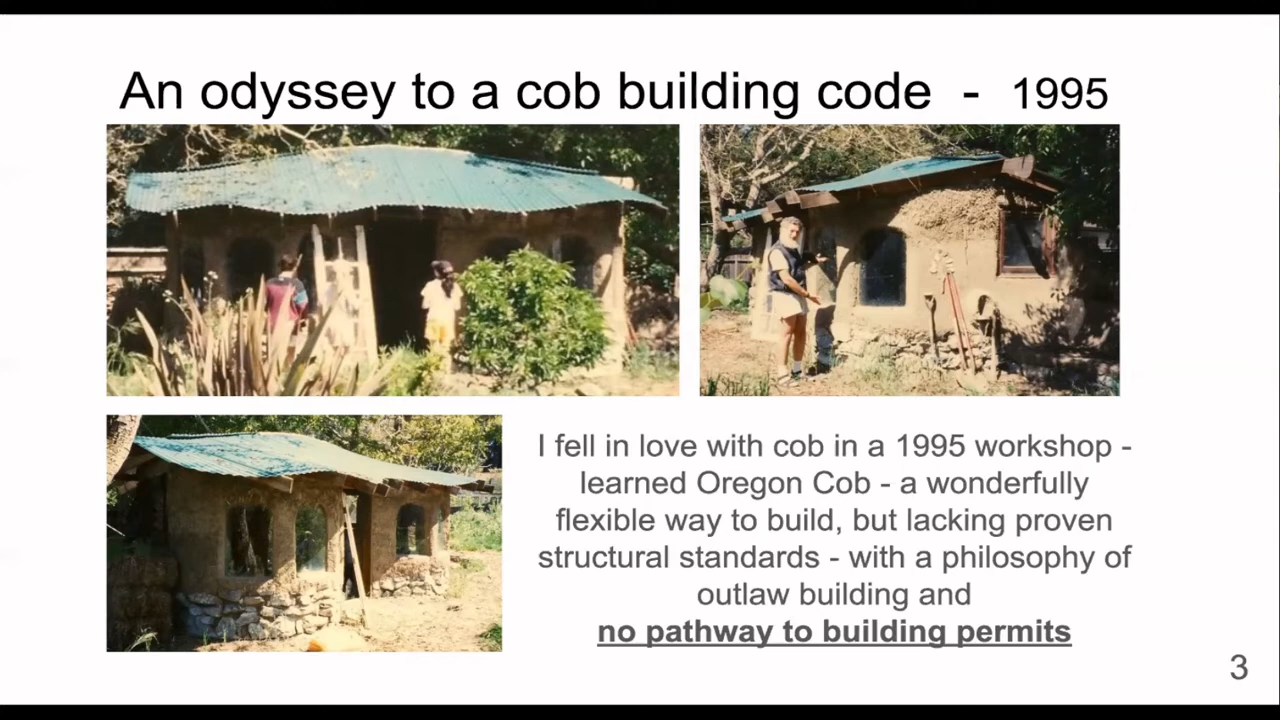 An odyssey to a cob building code - 1995
I fell in love with cob in a 1995 workshop -
learned Oregon Cob - a wonderfully
flexible way to build, but lacking proven
structural standards - with a philosophy of
outlaw building and
no pathway to building permits
3